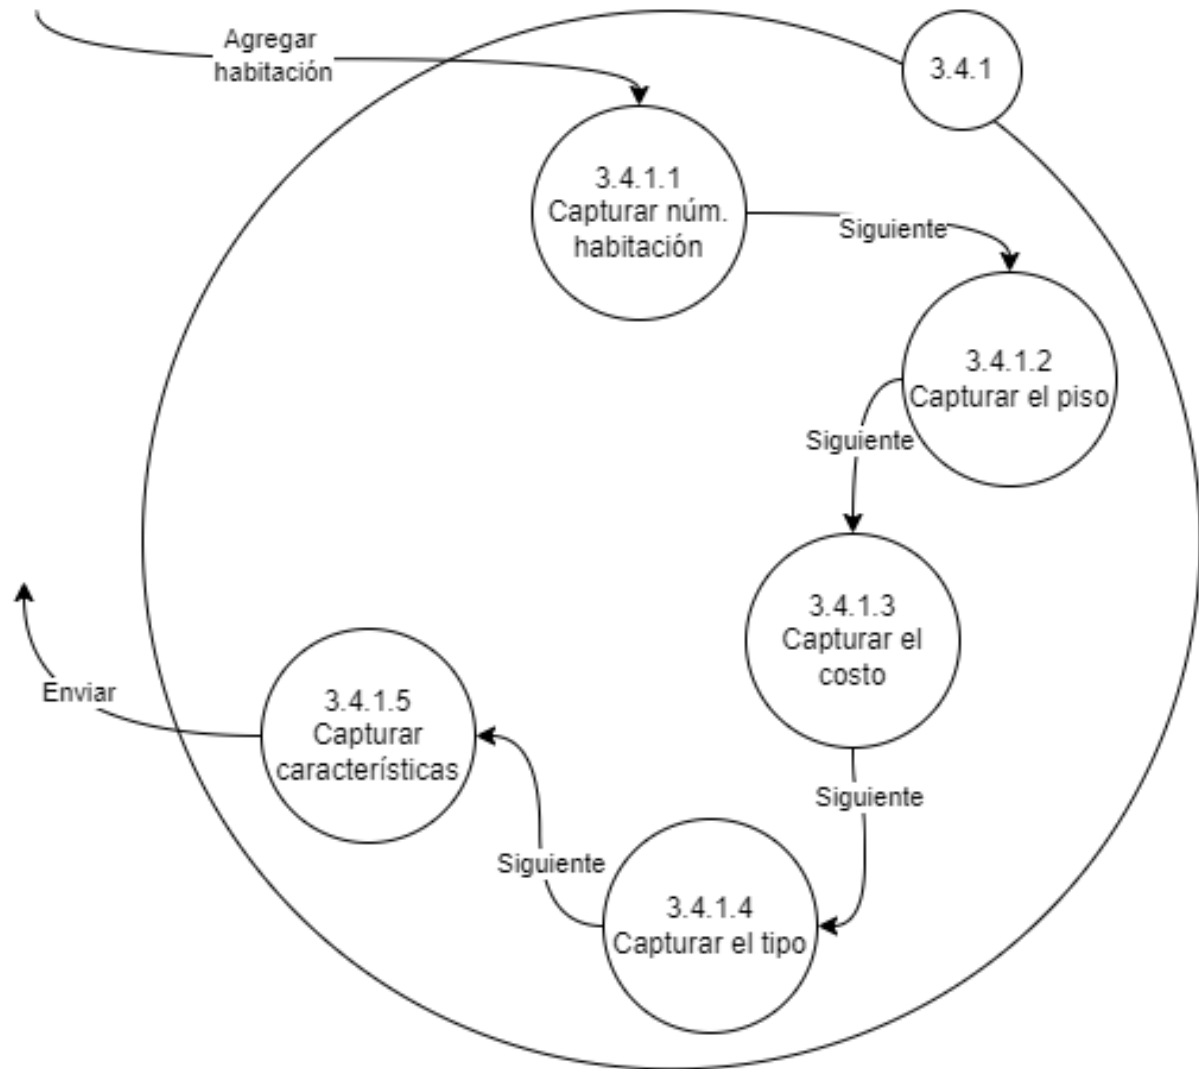 Agregar
habitación
3.4.1
3.4.1.1
Capturar núm.
habitación
Siguiente
3.4.1.2
Capturar el piso
Siguiente
3.4.1.3
Capturar el
costo
Siguiente
3.4.1.4
Capturar el tipo
Siguiente
3.4.1.5
Capturar
características
Enviar